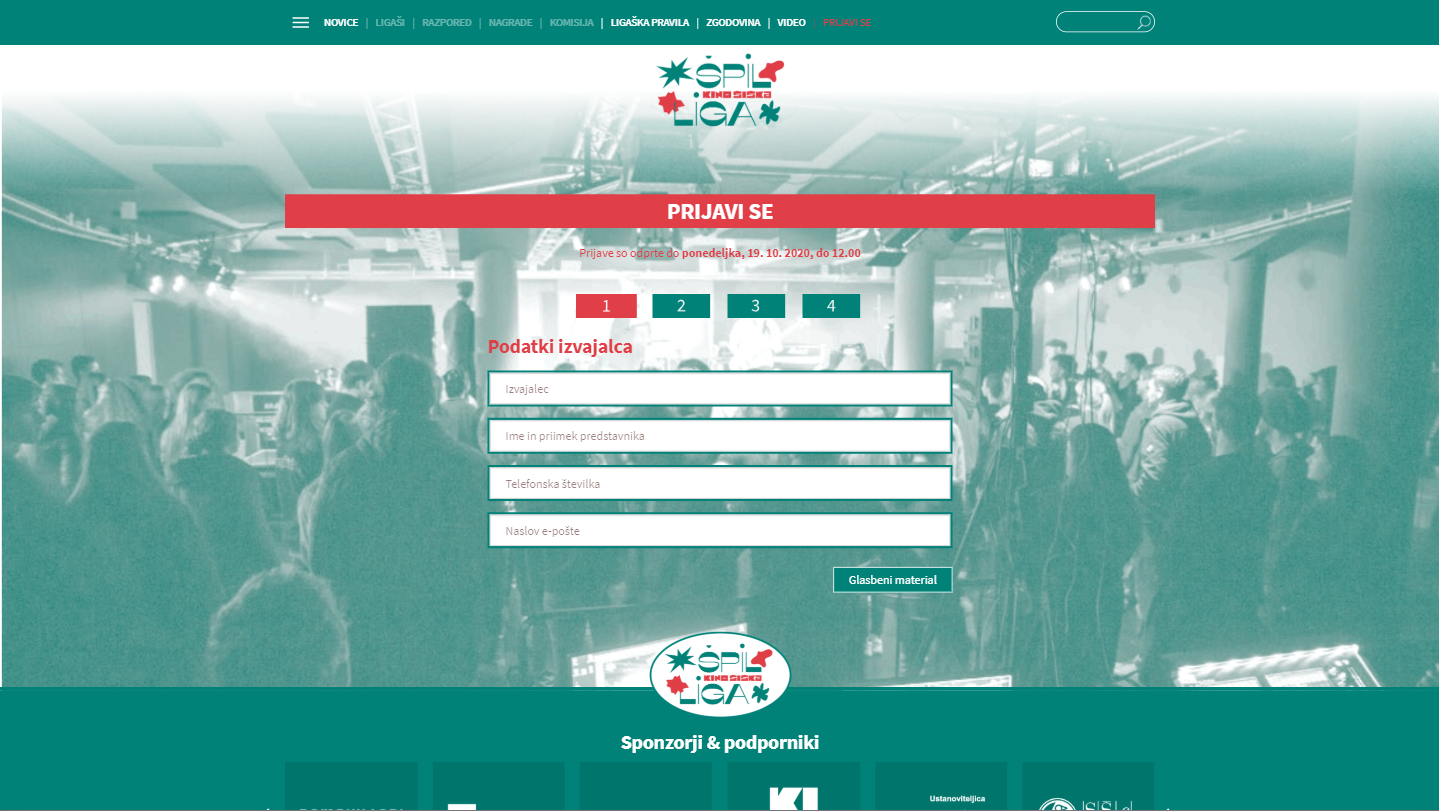 NOVICE | LIGAŠI | RAZPORED | NAGRADE | KOMISIJA | LIGAŠKA PRAVILA | ZGODOVINA | VIDEO | PRIJAVI SE
ŠPIL
KINO ŠIŠKA
LIGA
PRIJAVI SE
Prijave so odprte do ponedeljka, 19. 10. 2020, do 12.00
1 2 3 4
Podatki izvajalca
Izvajalec
Ime in priimek predstavnika
Telefonska številka
Naslov e-pošte
Glasbeni material
ŠPIL
KINO ŠIŠKA
LIGA
Sponzorji & podporniki
Ustanoviteljica